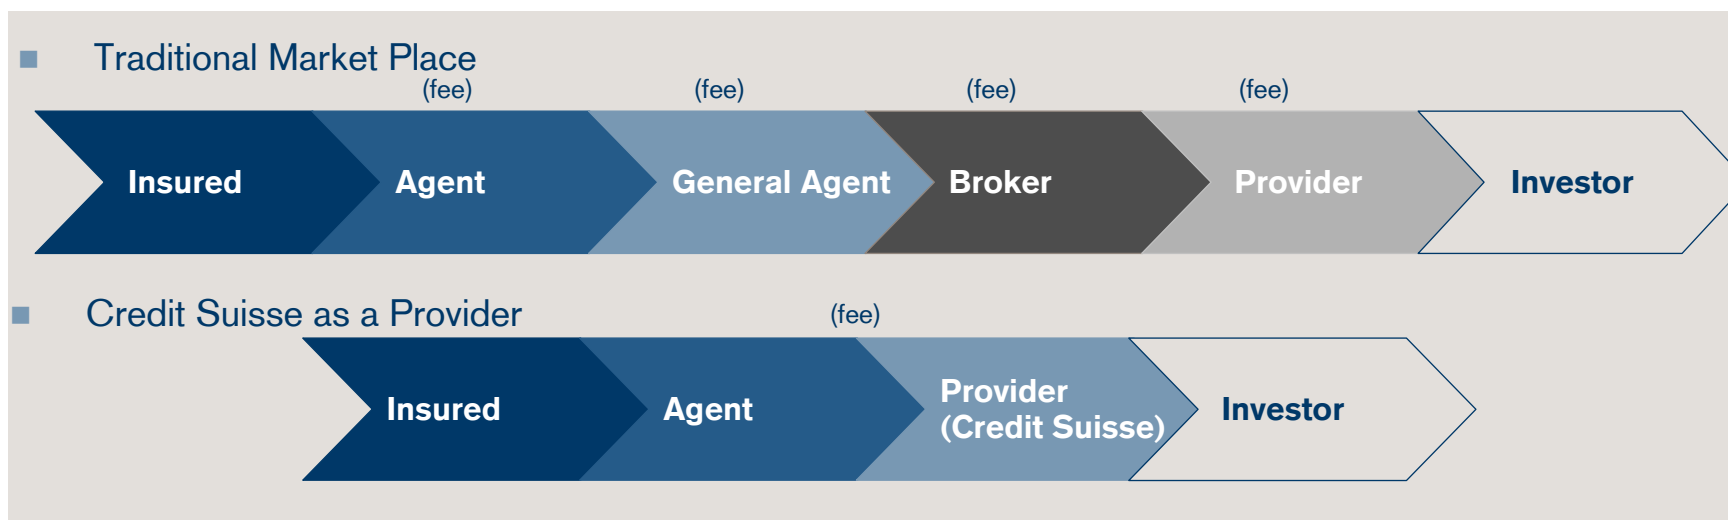 Traditional Market Place
(fee) (fee) (fee) (fee)
Insured Agent General Agent Broker Provider Investor
Credit Suisse as a Provider (fee)
Insured Agent Provider (Credit Suisse) Investor